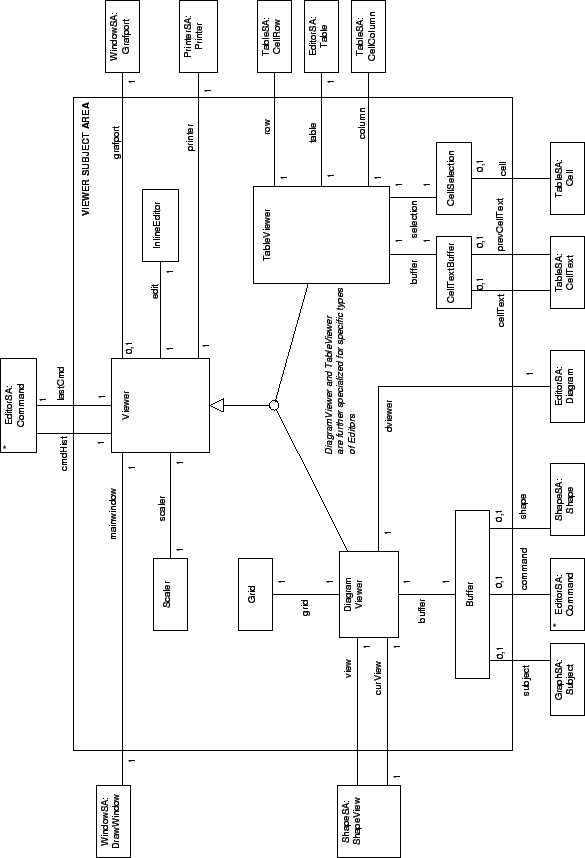 VIEWER SUBJECT AREA
WindowSA:
Grafport
1
grafport
0,1
PrinterSA:
Printer
1
printer
1
TableSA:
CellRow
row
1
EditorSA:
Table
table
1
TableSA:
CellColumn
column
1
TableViewer
1
selection
1
CellSelection
0,1
cell
TableSA:
Cell
1
buffer
1
CellTextBuffer
0,1
prevCellText
0,1
cellText
TableSA:
CellText
InlineEditor
1
edit
1
Viewer
EditorSA:
Command
*
1
lastCmd
1
cmdHist
1
mainwindow
1
scaler
1
Scaler
DiagramViewer and TableViewer
are further specialized for specific types
of Editors
1
dviewer
1
EditorSA:
Diagram
Grid
1
grid
1
Diagram
Viewer
1
buffer
1
Buffer
0,1
shape
ShapeSA:
Shape
0,1
command
EditorSA:
Command
*
0,1
subject
GraphSA:
Subject
1
view
1
curView
1
ShapeSA:
ShapeView
1
WindowSA:
DrawWindow